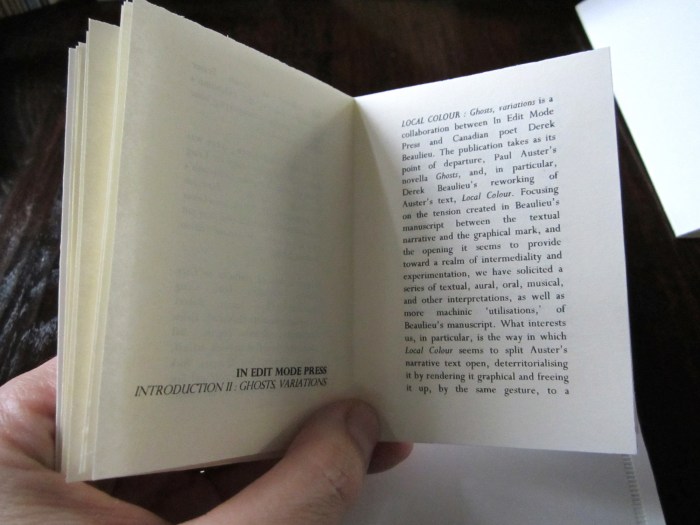 IN EDIT MODE PRESS
INTRODUCTION II : GHOSTS, VARIATIONS
LOCAL COLOUR : Ghosts, variations is a
collaboration between In Edit Mode
Press and Canadian poet Derek
Beaulieu. The publication takes as its
point of departure, Paul Auster's
novella Ghosts, and, in particular,
Derek Beaulieu's reworking of
Auster's text, Local Colour. Focusing
on the tension created in Beaulieu's
manuscript between the textual
narrative and the graphical mark, and
the opening it seems to provide
toward a realm of intermediality and
experimentation, we have solicited a
series of textual, aural, oral, musical,
and other interpretations, as well as
more machinic 'utilisations,' of
Beaulieu's manuscript. What interests
us, in particular, is the way in which
Local Colour seems to split Auster's
narrative text open, deterritorialising
it by rendering it graphical and freeing
it up, by the same gesture, to a